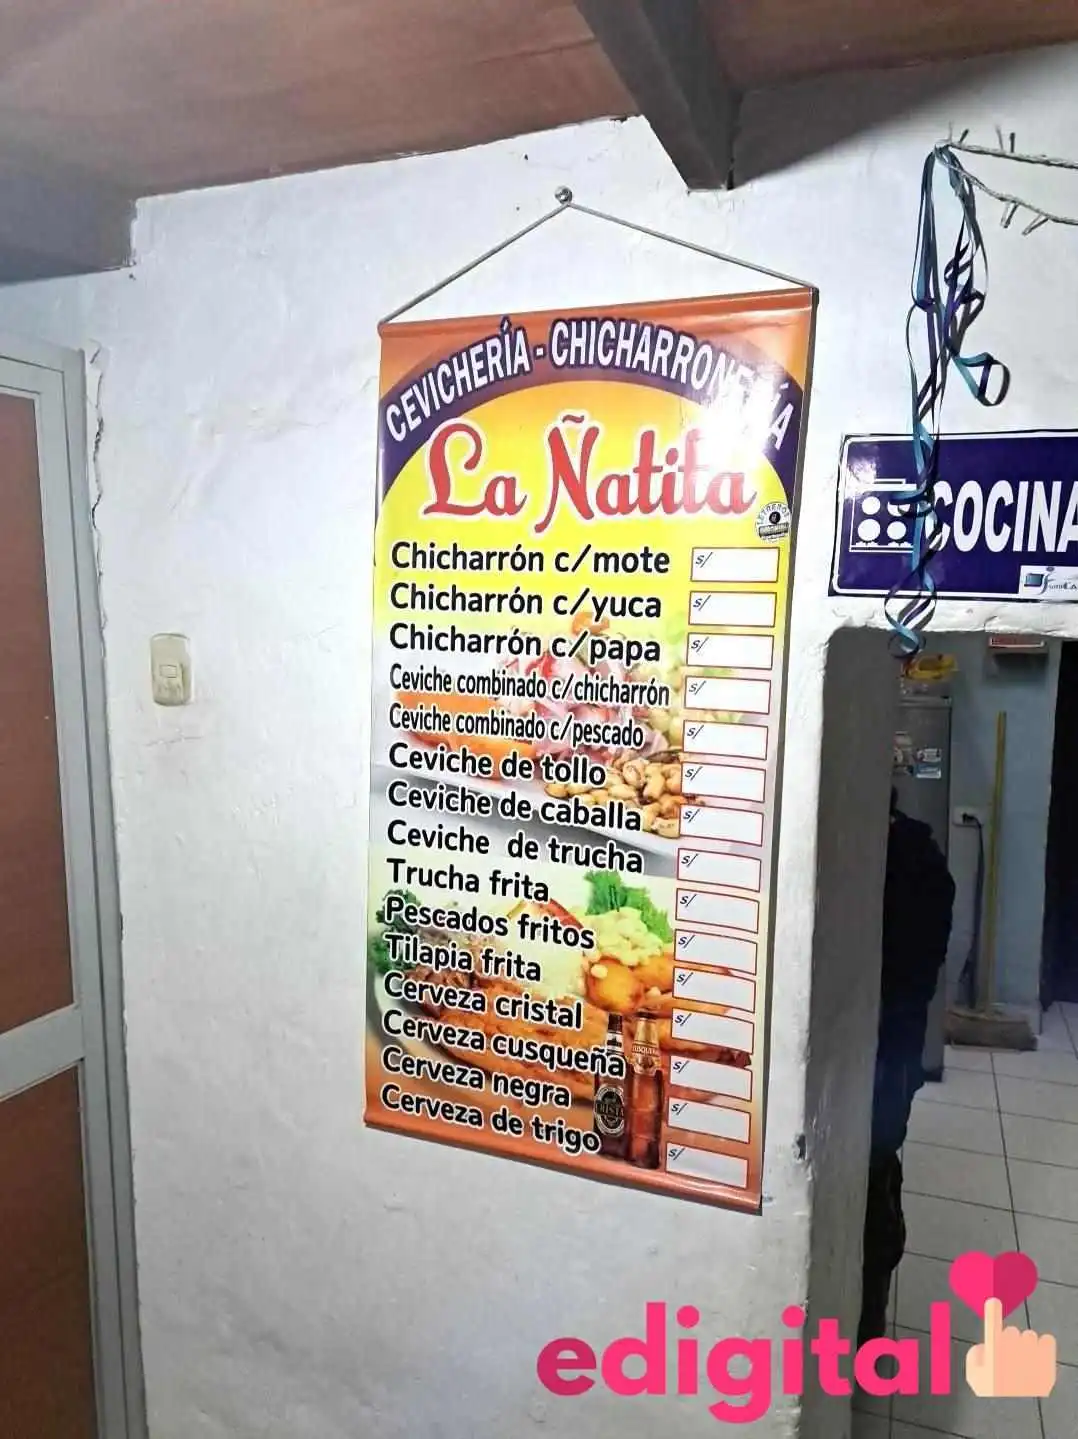 CEVICHERÍA - CHICHARRONERÍA
La Ñatita
Chicharrón c/mote S/
Chicharrón c/yuca S/
Chicharrón c/papa S/
Ceviche combinado c/chicharrón S/
Ceviche combinado c/pescado S/
Ceviche de tollo S/
Ceviche de caballa S/
Ceviche de trucha S/
Trucha frita S/
Pescados fritos S/
Tilapia frita S/
Cerveza cristal S/
Cerveza cusqueña S/
Cerveza negra S/
Cerveza de trigo S/
COCINA
edigital